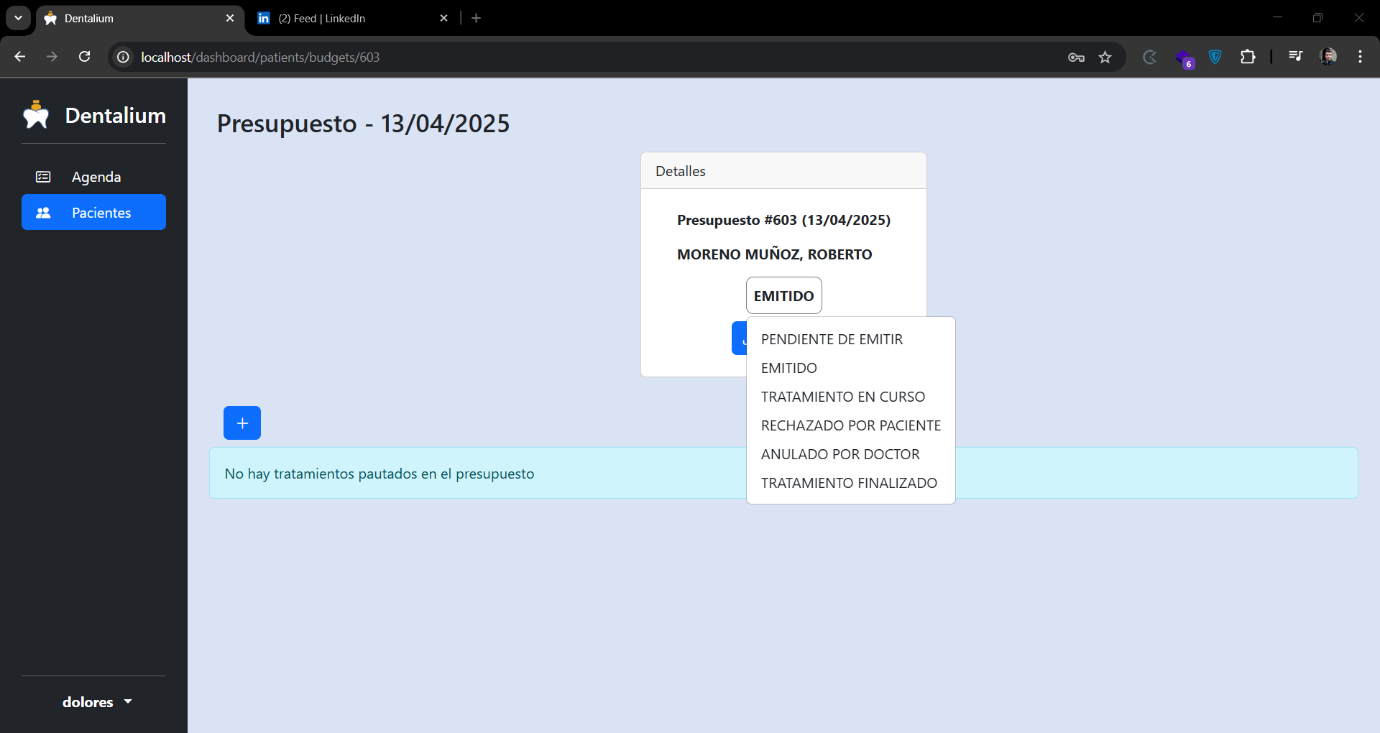 Dentalium
(2) Feed | LinkedIn
localhost/dashboard/patients/budgets/603
6
Dentalium
Agenda
Pacientes
dolores
Presupuesto - 13/04/2025
Detalles
Presupuesto #603 (13/04/2025)
MORENO MUÑOZ, ROBERTO
EMITIDO
PENDIENTE DE EMITIR
EMITIDO
TRATAMIENTO EN CURSO
RECHAZADO POR PACIENTE
ANULADO POR DOCTOR
TRATAMIENTO FINALIZADO
+
No hay tratamientos pautados en el presupuesto